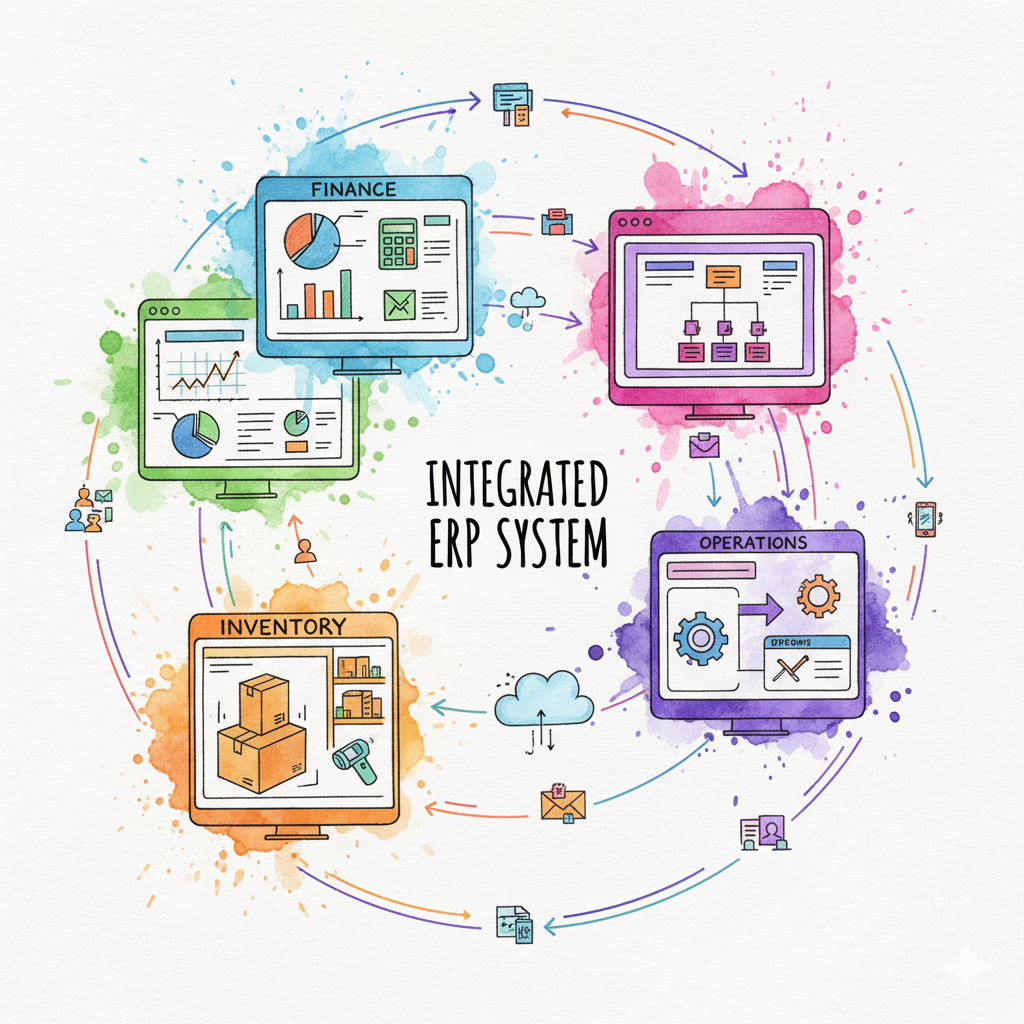 FINANCE
INTEGRATED
ERP SYSTEM
OPERATIONS
INVENTORY